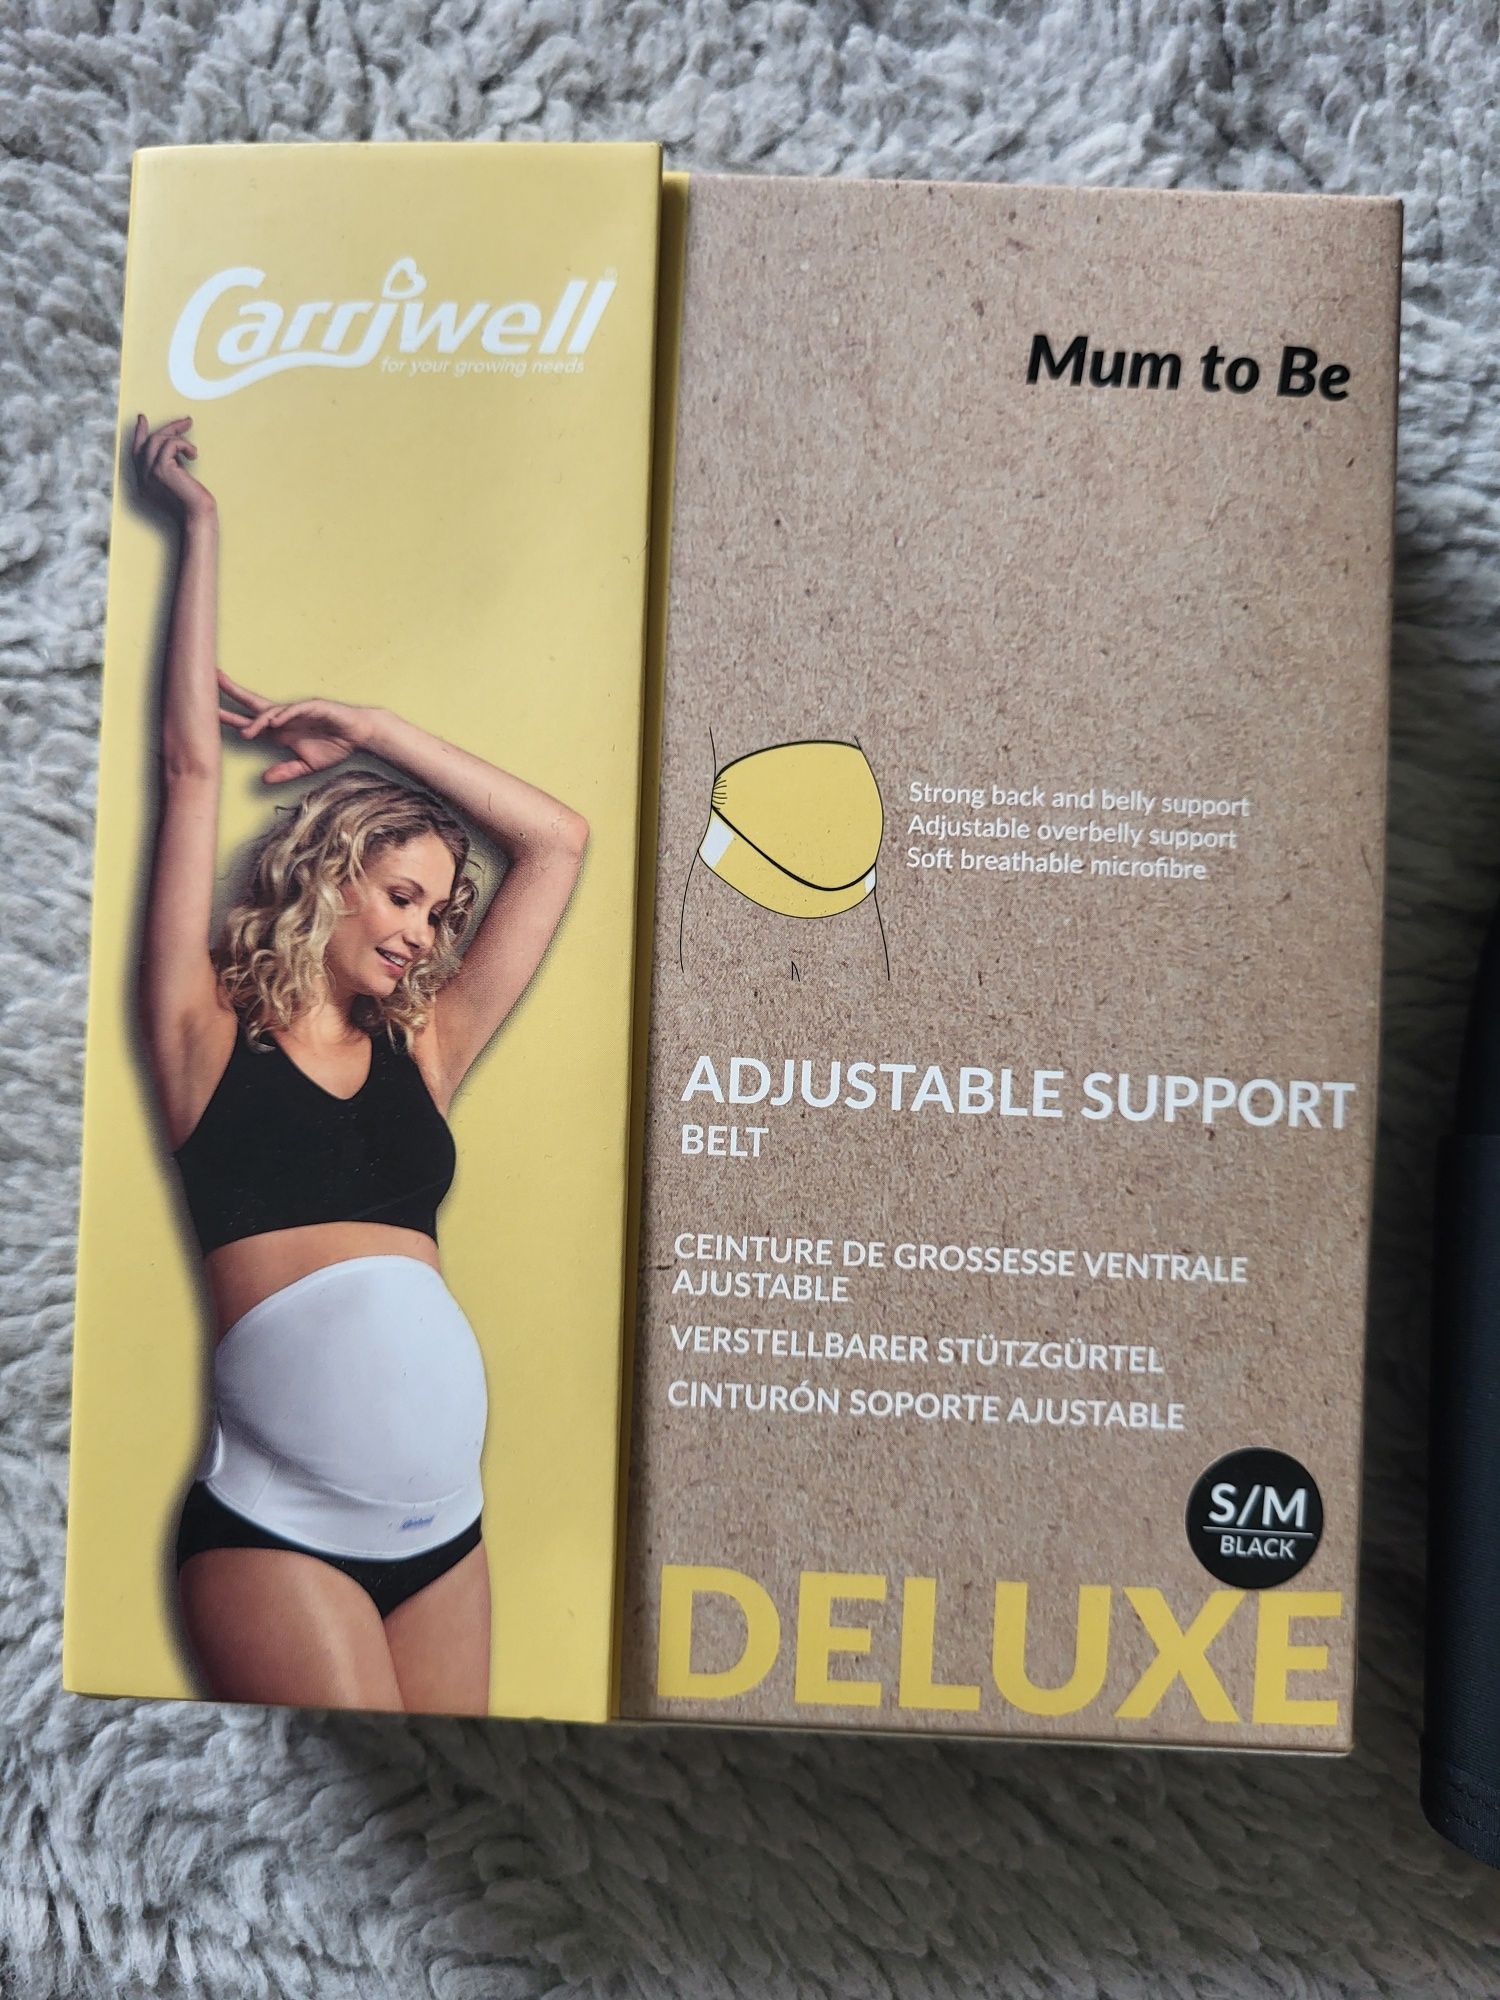 Carriwell®
for your growing needs
Mum to Be
Strong back and belly support
Adjustable overbelly support
Soft breathable microfibre
ADJUSTABLE SUPPORT
BELT
CEINTURE DE GROSSESSE VENTRALE
AJUSTABLE
VERSTELLBARER STÜTZGÜRTEL
CINTURÓN SOPORTE AJUSTABLE
S/M
BLACK
DELUXE